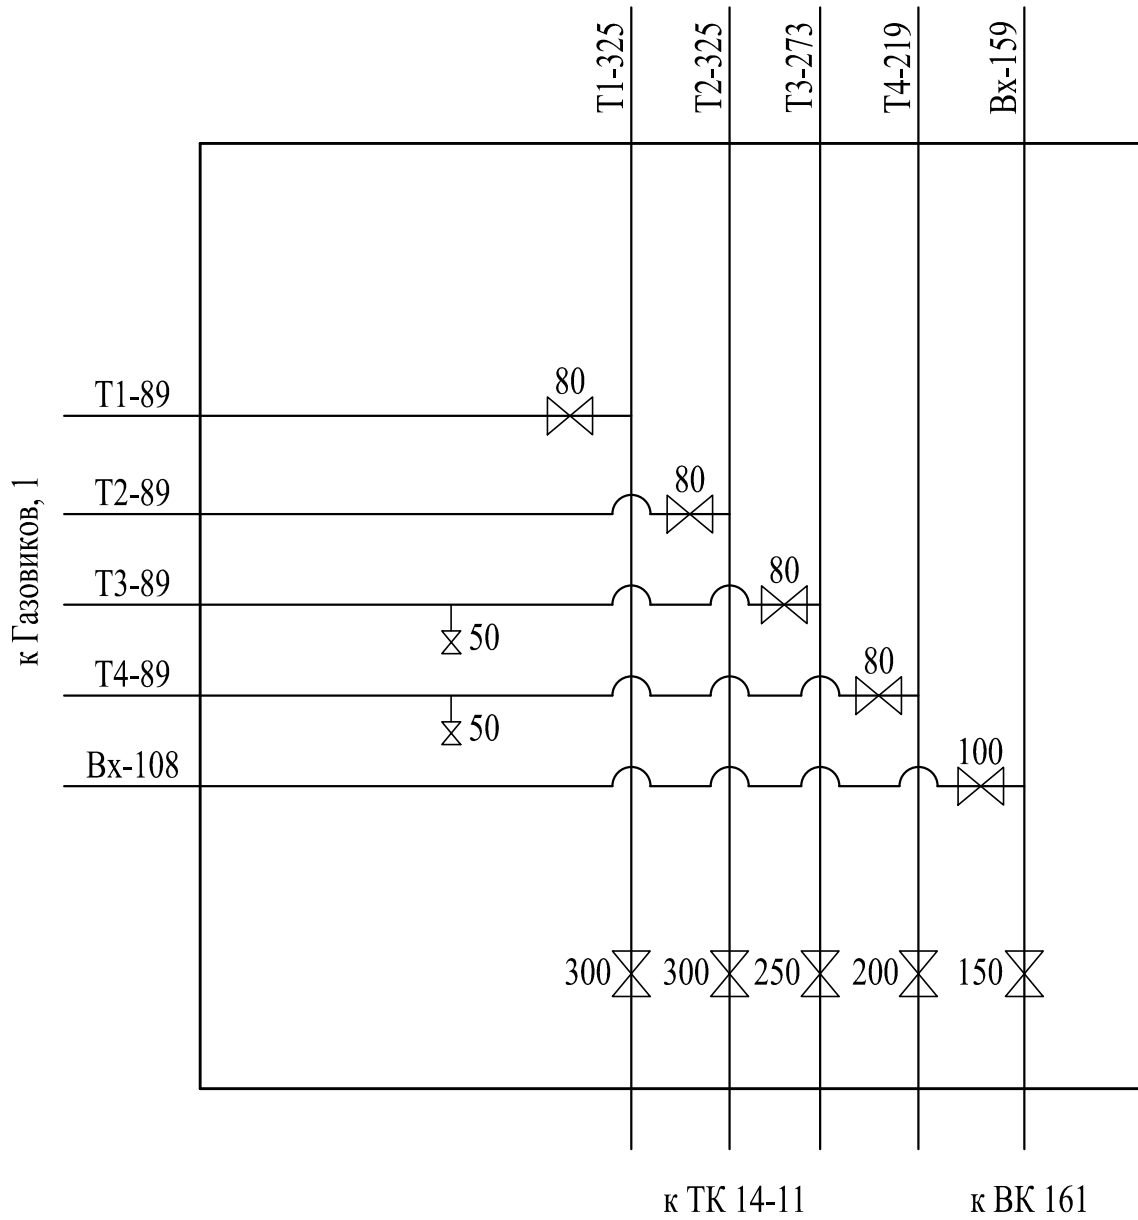 Т1-325
Т2-325
Т3-273
Т4-219
Вх-159
к Газовиков, 1
Т1-89
80
Т2-89
80
Т3-89
80
50
Т4-89
80
50
Вх-108
100
300
300
250
200
150
к ТК 14-11
к ВК 161